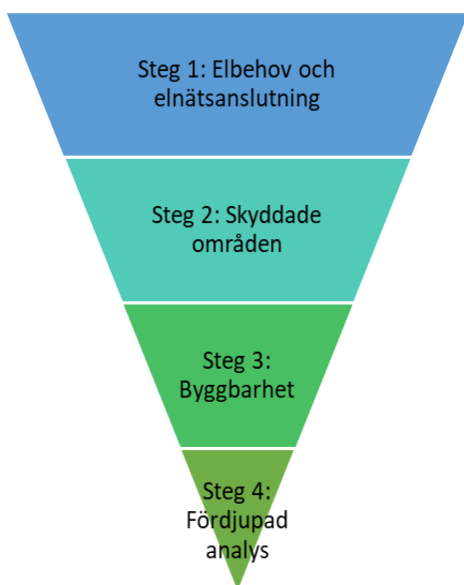 Steg 1: Elbehov och
elnätsanslutning
Steg 2: Skyddade
områden
Steg 3:
Byggbarhet
Steg 4:
Fördjupad
analys